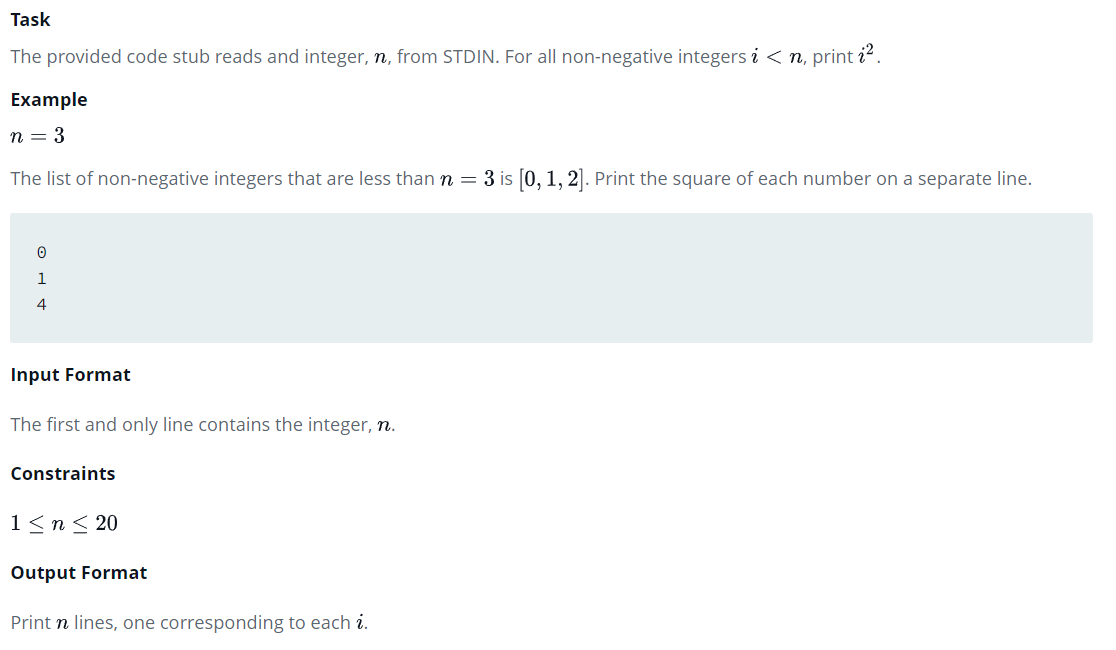 Task
The provided code stub reads and integer, n, from STDIN. For all non-negative integers i < n, print i².
Example
n = 3
The list of non-negative integers that are less than n = 3 is [0, 1, 2]. Print the square of each number on a separate line.
0
1
4
Input Format
The first and only line contains the integer, n.
Constraints
1 ≤ n ≤ 20
Output Format
Print n lines, one corresponding to each i.